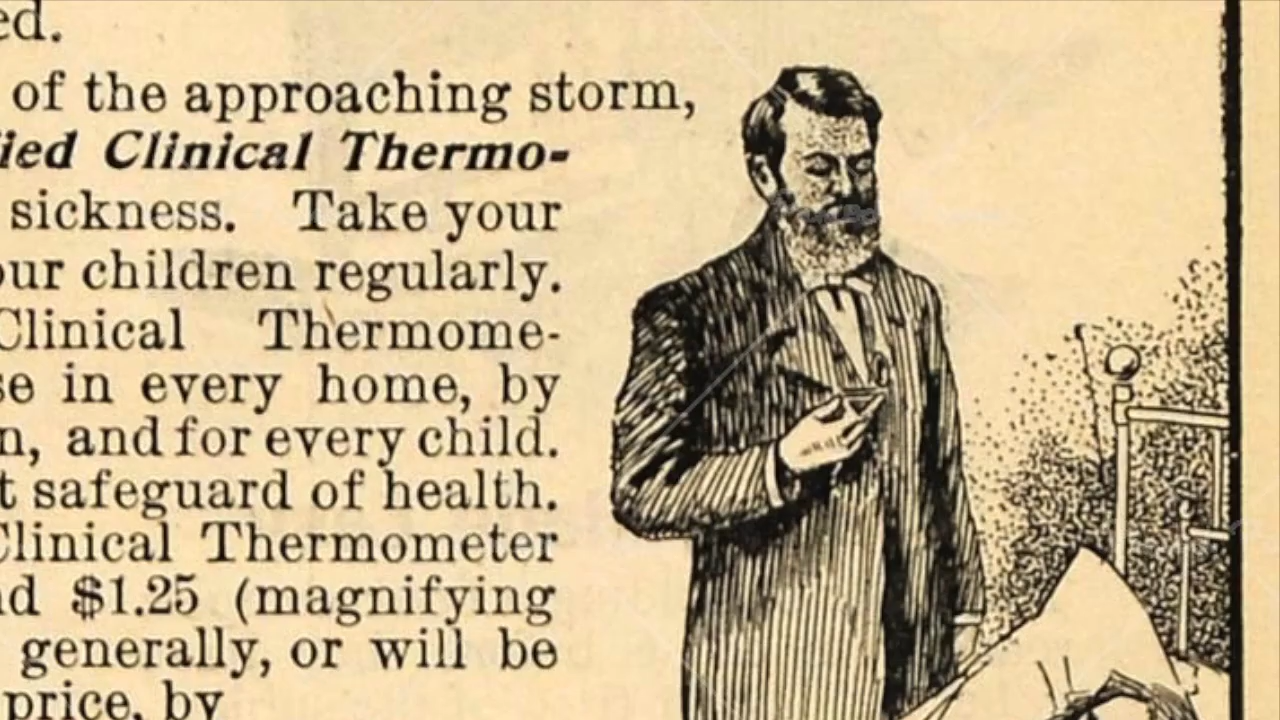 ed.
of the approaching storm,
ied Clinical Thermo-
sickness. Take your
our children regularly.
Clinical Thermome-
se in every home, by
n, and for every child.
t safeguard of health.
Clinical Thermometer
nd $1.25 (magnifying
generally, or will be
price, by